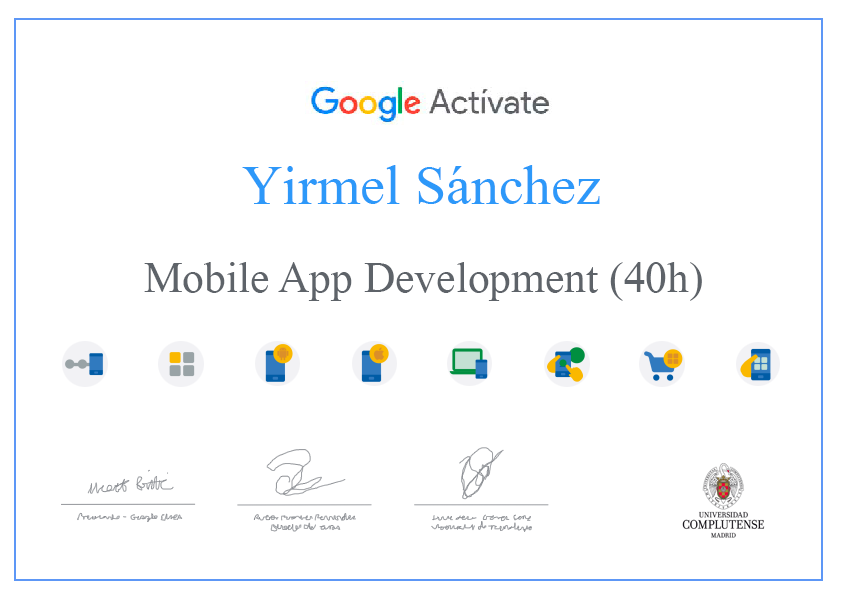 Google Actívate
Yirmel Sánchez
Mobile App Development (40h)
UNIVERSIDAD
COMPLUTENSE
MADRID